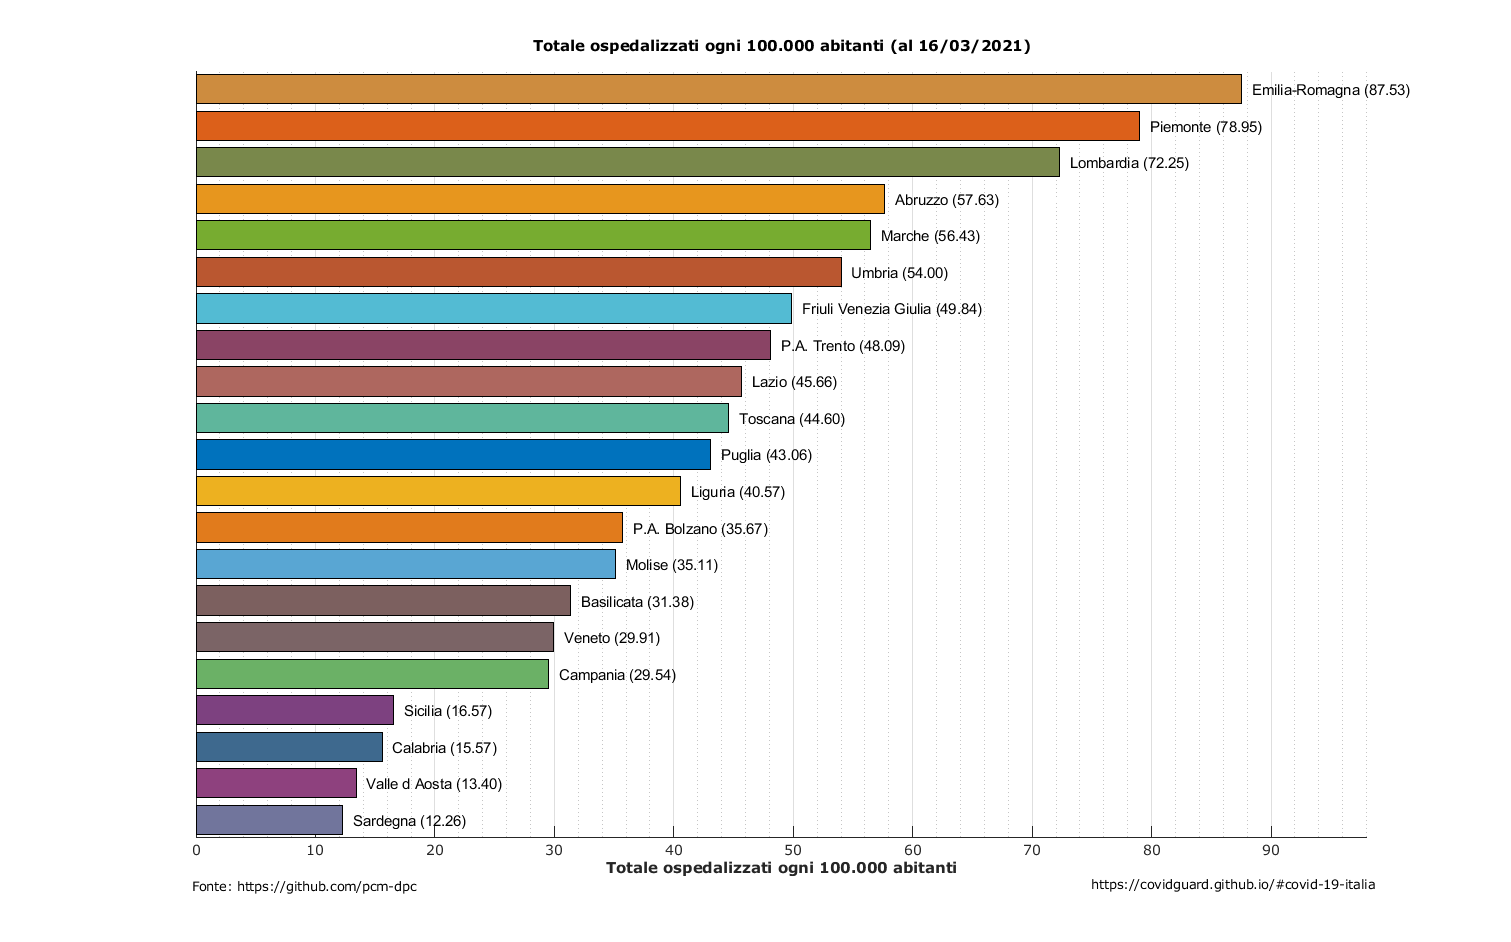 Totale ospedalizzati ogni 100.000 abitanti (al 16/03/2021)
Emilia-Romagna (87.53)
Piemonte (78.95)
Lombardia (72.25)
Abruzzo (57.63)
Marche (56.43)
Umbria (54.00)
Friuli Venezia Giulia (49.84)
P.A. Trento (48.09)
Lazio (45.66)
Toscana (44.60)
Puglia (43.06)
Liguria (40.57)
P.A. Bolzano (35.67)
Molise (35.11)
Basilicata (31.38)
Veneto (29.91)
Campania (29.54)
Sicilia (16.57)
Calabria (15.57)
Valle d Aosta (13.40)
Sardegna (12.26)
0 10 20 30 40 50 60 70 80 90
Totale ospedalizzati ogni 100.000 abitanti
Fonte: https://github.com/pcm-dpc
https://covidguard.github.io/#covid-19-italia